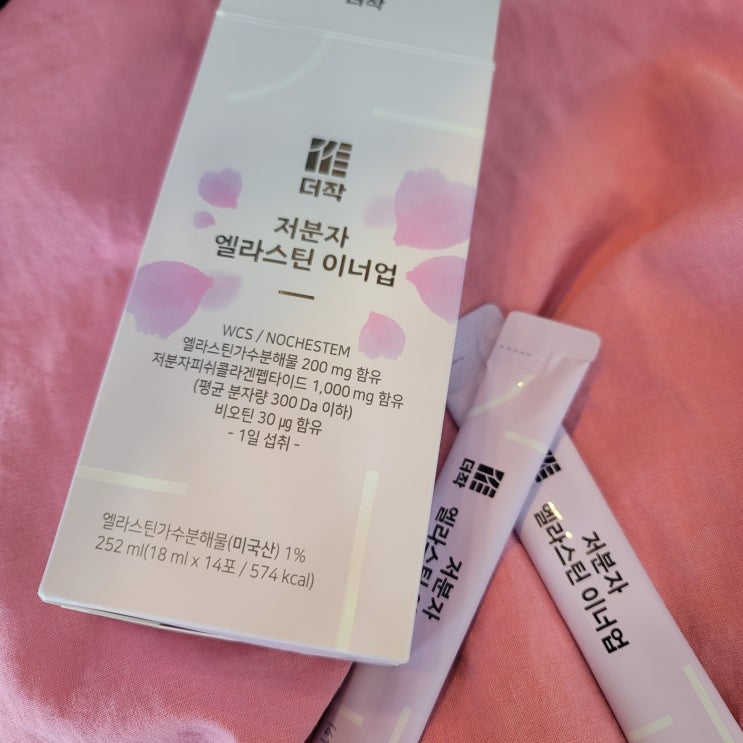 더작
더작
저분자
엘라스틴 이너업
WCS / NOCHESTEM
엘라스틴가수분해물 200 mg 함유
저분자피쉬콜라겐펩타이드 1,000 mg 함유
(평균 분자량 300 Da 이하)
비오틴 30 µg 함유
- 1일 섭취 -
엘라스틴가수분해물(미국산) 1%
252 ml(18 ml x 14포 / 574 kcal)
더작
저분자
엘라스틴
더작
저분자
엘라스틴 이너업